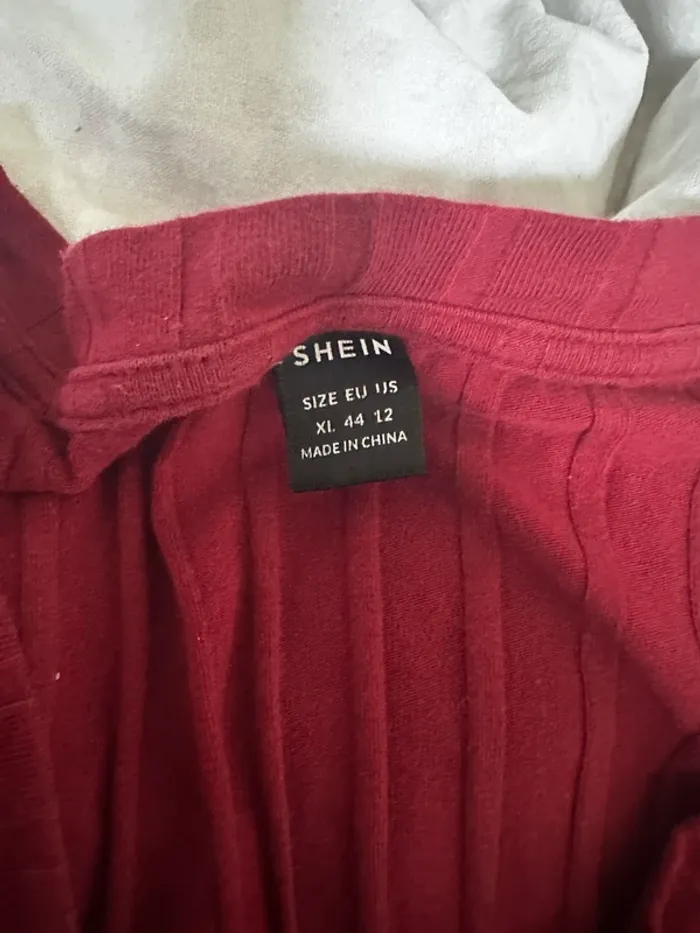 SHEIN
SIZE EU US
XL 44 12
MADE IN CHINA